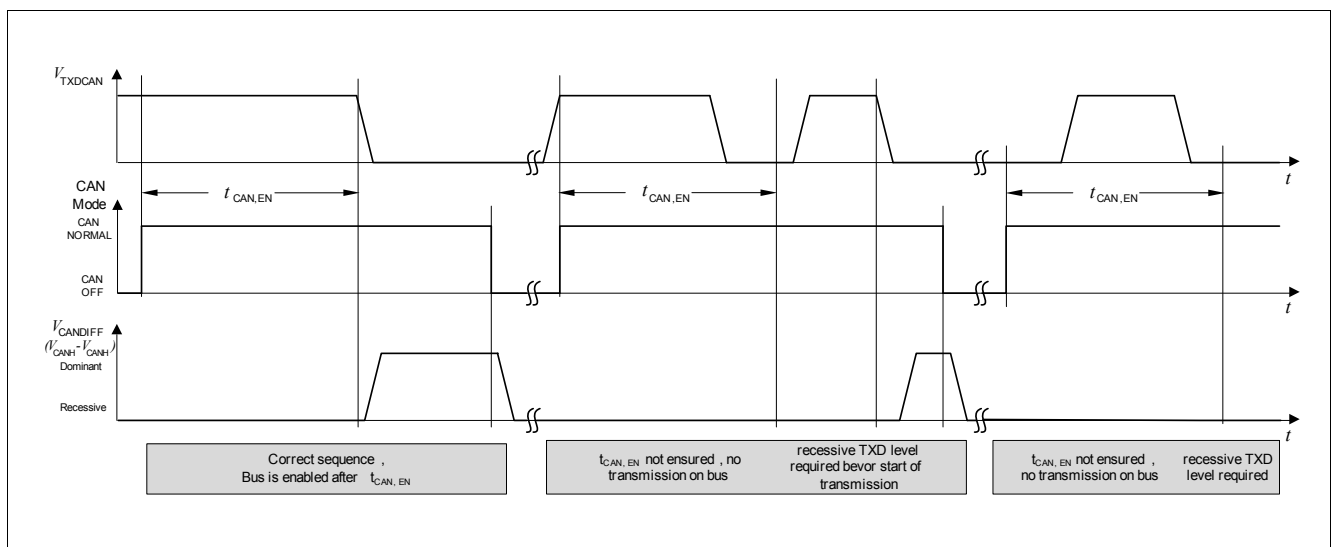 VTXDCAN
t
CAN
Mode
tCAN,EN
tCAN,EN
tCAN,EN
CAN
NORMAL
CAN
OFF
t
VCANDIFF
(VCANH-VCANH)
Dominant
Recessive
t
Correct sequence ,
Bus is enabled after tCAN, EN
tCAN, EN not ensured , no
transmission on bus
recessive TXD level
required bevor start of
transmission
tCAN, EN not ensured ,
no transmission on bus
recessive TXD
level required